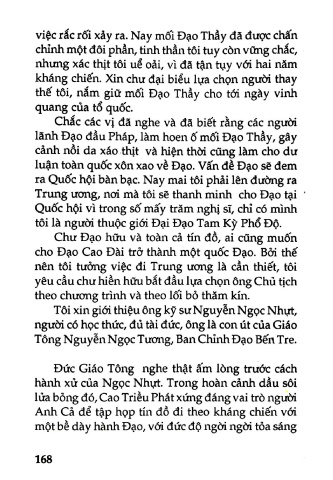 việc rắc rối xảy ra. Nay mối Đạo Thầy đã được chấn
chỉnh một đôi phần, tinh thần tôi tuy còn vững chắc,
nhưng xác thịt tôi uể oải, vì đã tận tụy với hai năm
kháng chiến. Xin chư đại biểu lựa chọn người thay
thế tôi, nắm giữ mối Đạo Thầy cho tới ngày vinh
quang của tổ quốc.
Chắc các vị đã nghe và đã biết rằng các người
lãnh Đạo đầu Pháp, làm hoen ố mối Đạo Thầy, gây
cảnh nồi da xáo thịt và hiện thời cũng làm cho dư
luận toàn quốc xôn xao về Đạo. Vấn đề Đạo sẽ đem
ra Quốc hội bàn bạc. Nay mai tôi phải lên đường ra
Trung ương, nơi mà tôi sẽ thanh minh cho Đạo tại
Quốc hội vì trong số mấy trăm nghị sĩ, chỉ có mình
tôi là người thuộc giới Đại Đạo Tam Kỳ Phổ Độ.
Chư Đạo hữu và toàn cả tín đồ, ai cũng muốn
cho Đạo Cao Đài trở thành một quốc Đạo. Bởi thế
nên tôi tưởng việc đi Trung ương là cần thiết, tôi
yêu cầu chư hiền hữu bắt đầu lựa chọn ông Chủ tịch
theo chương trình và theo lối bỏ thăm kín.
Tôi xin giới thiệu ông kỹ sư Nguyễn Ngọc Nhựt,
người có học thức, đủ tài đức, ông là con út của Giáo
Tông Nguyễn Ngọc Tương, Ban Chỉnh Đạo Bến Tre.
Đức Giáo Tông nghe thật ấm lòng trước cách
hành xử của Ngọc Nhựt. Trong hoàn cảnh dầu sôi
lửa bỏng đó, Cao Triều Phát xứng đáng vai trò người
Anh Cả để tập họp tín đồ đi theo kháng chiến với
một bề dày hành Đạo, với đức độ ngời ngời tỏa sáng
168